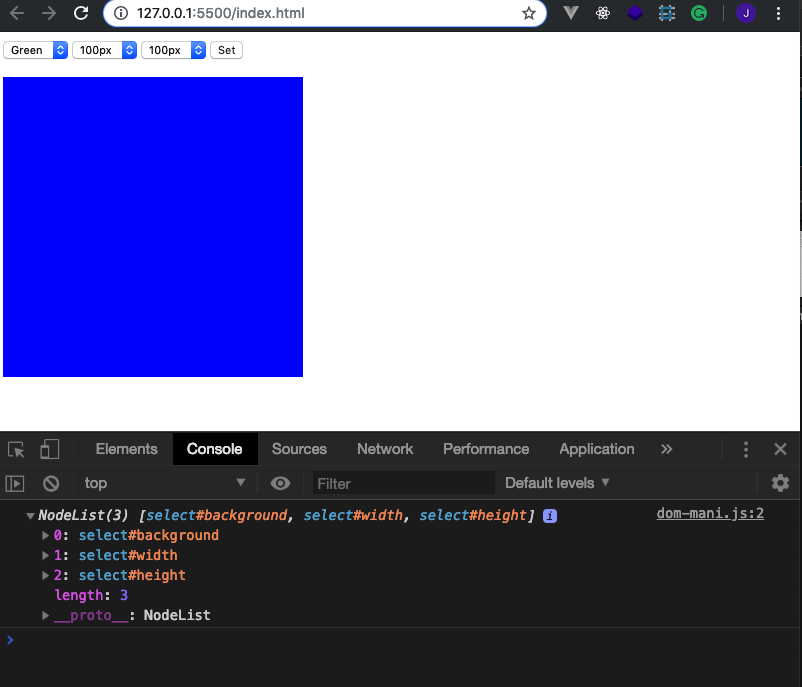 127.0.0.1:5500/index.html
J
Green 100px 100px Set
Elements Console Sources Network Performance Application »
top Filter Default levels ▼
▼NodeList(3) [select#background, select#width, select#height] i dom-mani.js:2
▶0: select#background
▶1: select#width
▶2: select#height
length: 3
▶__proto__: NodeList
>